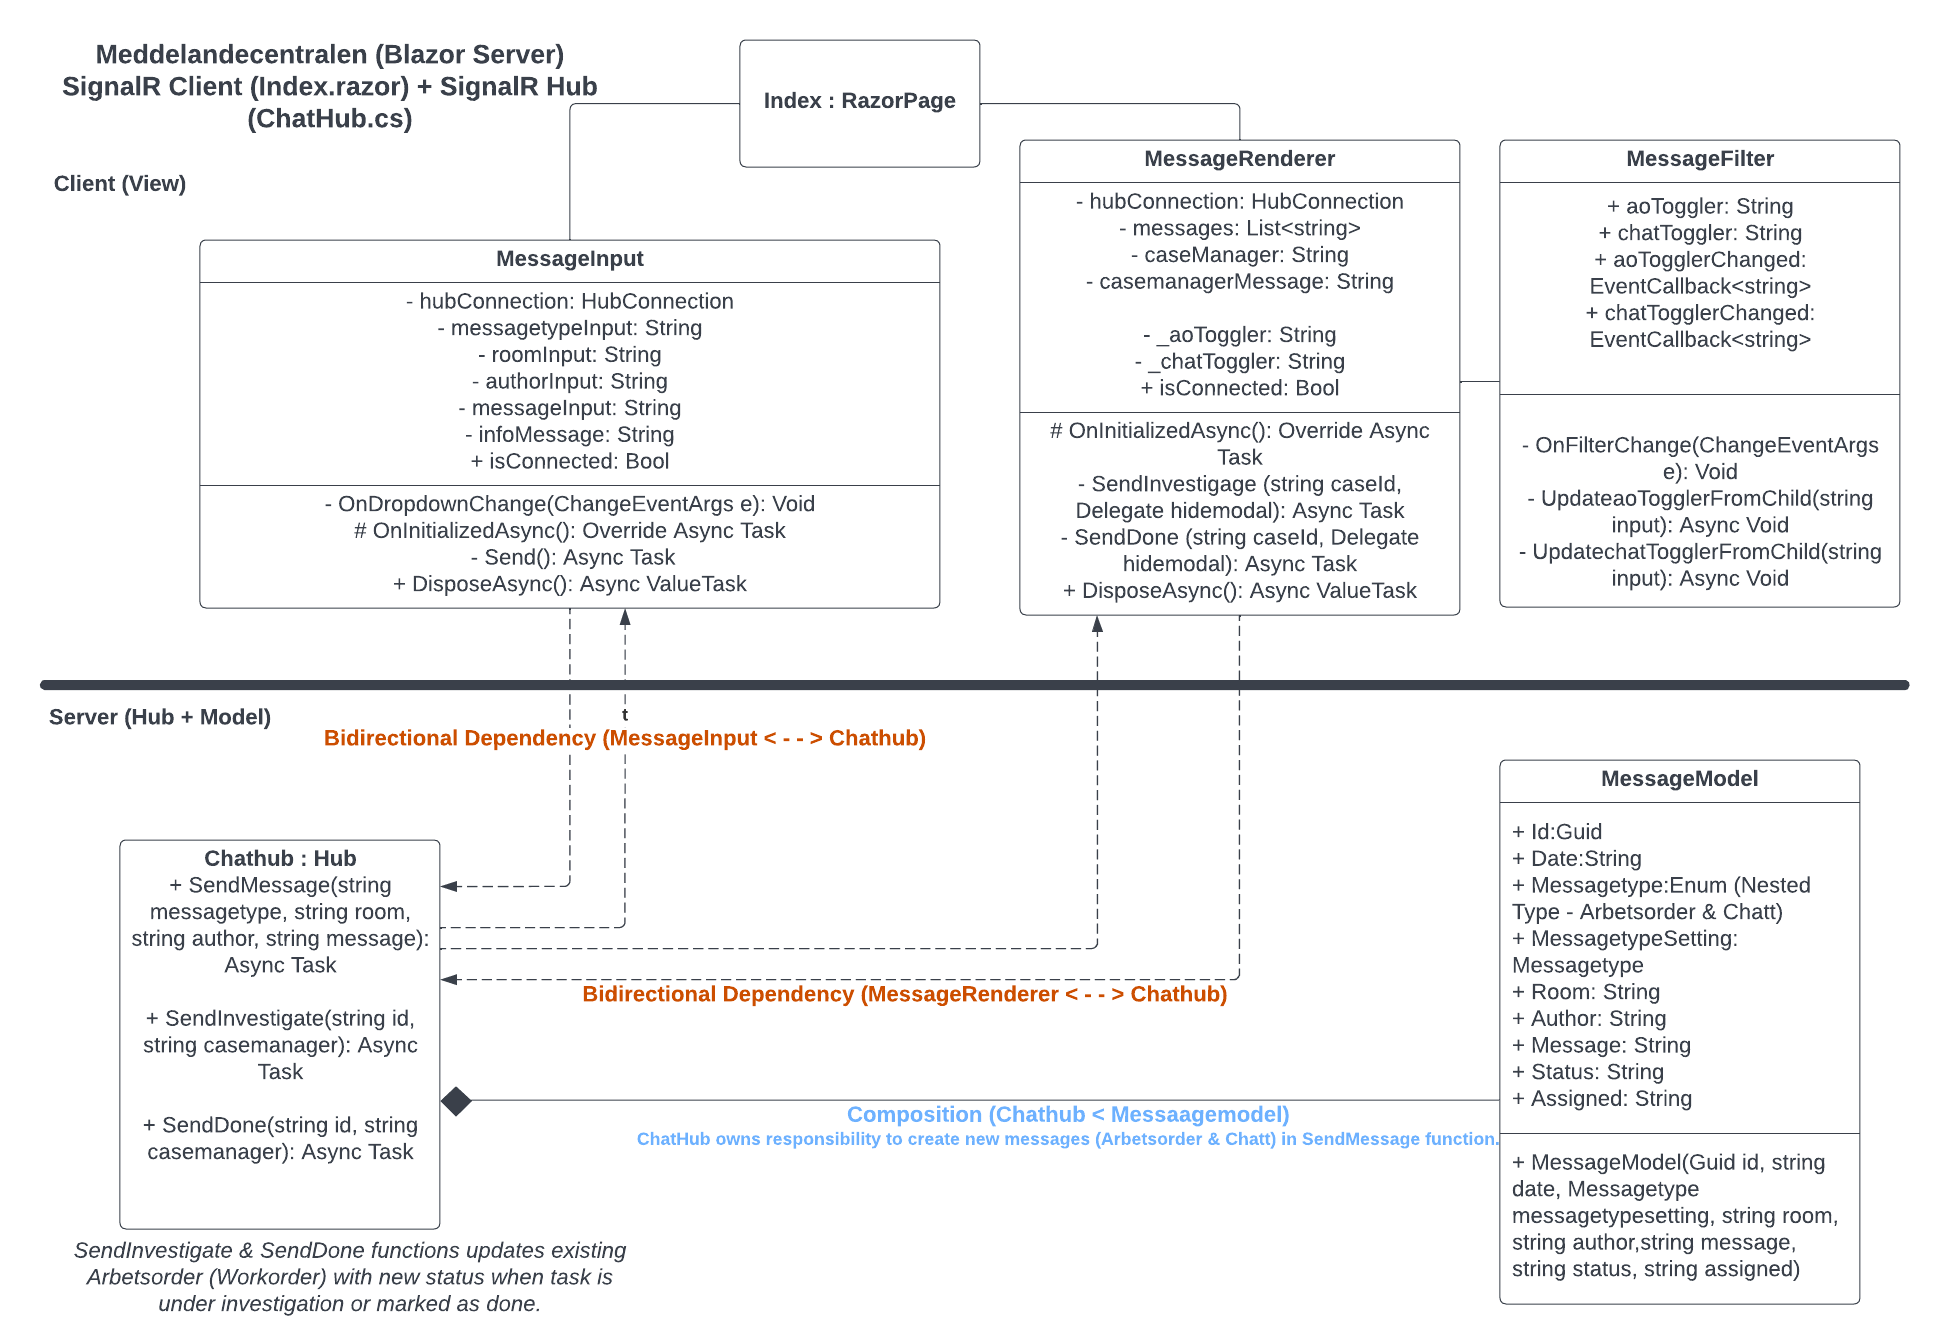 Meddelandecentralen (Blazor Server)
SignalR Client (Index.razor) + SignalR Hub
(ChatHub.cs)
Client (View)
Index : RazorPage
MessageInput
- hubConnection: HubConnection
- messagetypeInput: String
- roomInput: String
- authorInput: String
- messageInput: String
- infoMessage: String
+ isConnected: Bool
- OnDropdownChange(ChangeEventArgs e): Void
# OnInitializedAsync(): Override Async Task
- Send(): Async Task
+ DisposeAsync(): Async ValueTask
MessageRenderer
- hubConnection: HubConnection
- messages: List<string>
- caseManager: String
- casemanagerMessage: String
- _aoToggler: String
- _chatToggler: String
+ isConnected: Bool
# OnInitializedAsync(): Override Async
Task
- SendInvestigage (string caseId,
Delegate hidemodal): Async Task
- SendDone (string caseId, Delegate
hidemodal): Async Task
+ DisposeAsync(): Async ValueTask
MessageFilter
+ aoToggler: String
+ chatToggler: String
+ aoTogglerChanged:
EventCallback<string>
+ chatTogglerChanged:
EventCallback<string>
- OnFilterChange(ChangeEventArgs
e): Void
- UpdateaoTogglerFromChild(string
input): Async Void
- UpdatechatTogglerFromChild(string
input): Async Void
Server (Hub + Model)
t
Bidirectional Dependency (MessageInput < - - > Chathub)
Chathub : Hub
+ SendMessage(string
messagetype, string room,
string author, string message):
Async Task
+ SendInvestigate(string id,
string casemanager): Async
Task
+ SendDone(string id, string
casemanager): Async Task
Bidirectional Dependency (MessageRenderer < - - > Chathub)
Composition (Chathub < Messaagemodel)
ChatHub owns responsibility to create new messages (Arbetsorder & Chatt) in SendMessage function.
MessageModel
+ Id:Guid
+ Date:String
+ Messagetype:Enum (Nested
Type - Arbetsorder & Chatt)
+ MessagetypeSetting:
Messagetype
+ Room: String
+ Author: String
+ Message: String
+ Status: String
+ Assigned: String
+ MessageModel(Guid id, string
date, Messagetype
messagetypesetting, string room,
string author,string message,
string status, string assigned)
SendInvestigate & SendDone functions updates existing
Arbetsorder (Workorder) with new status when task is
under investigation or marked as done.